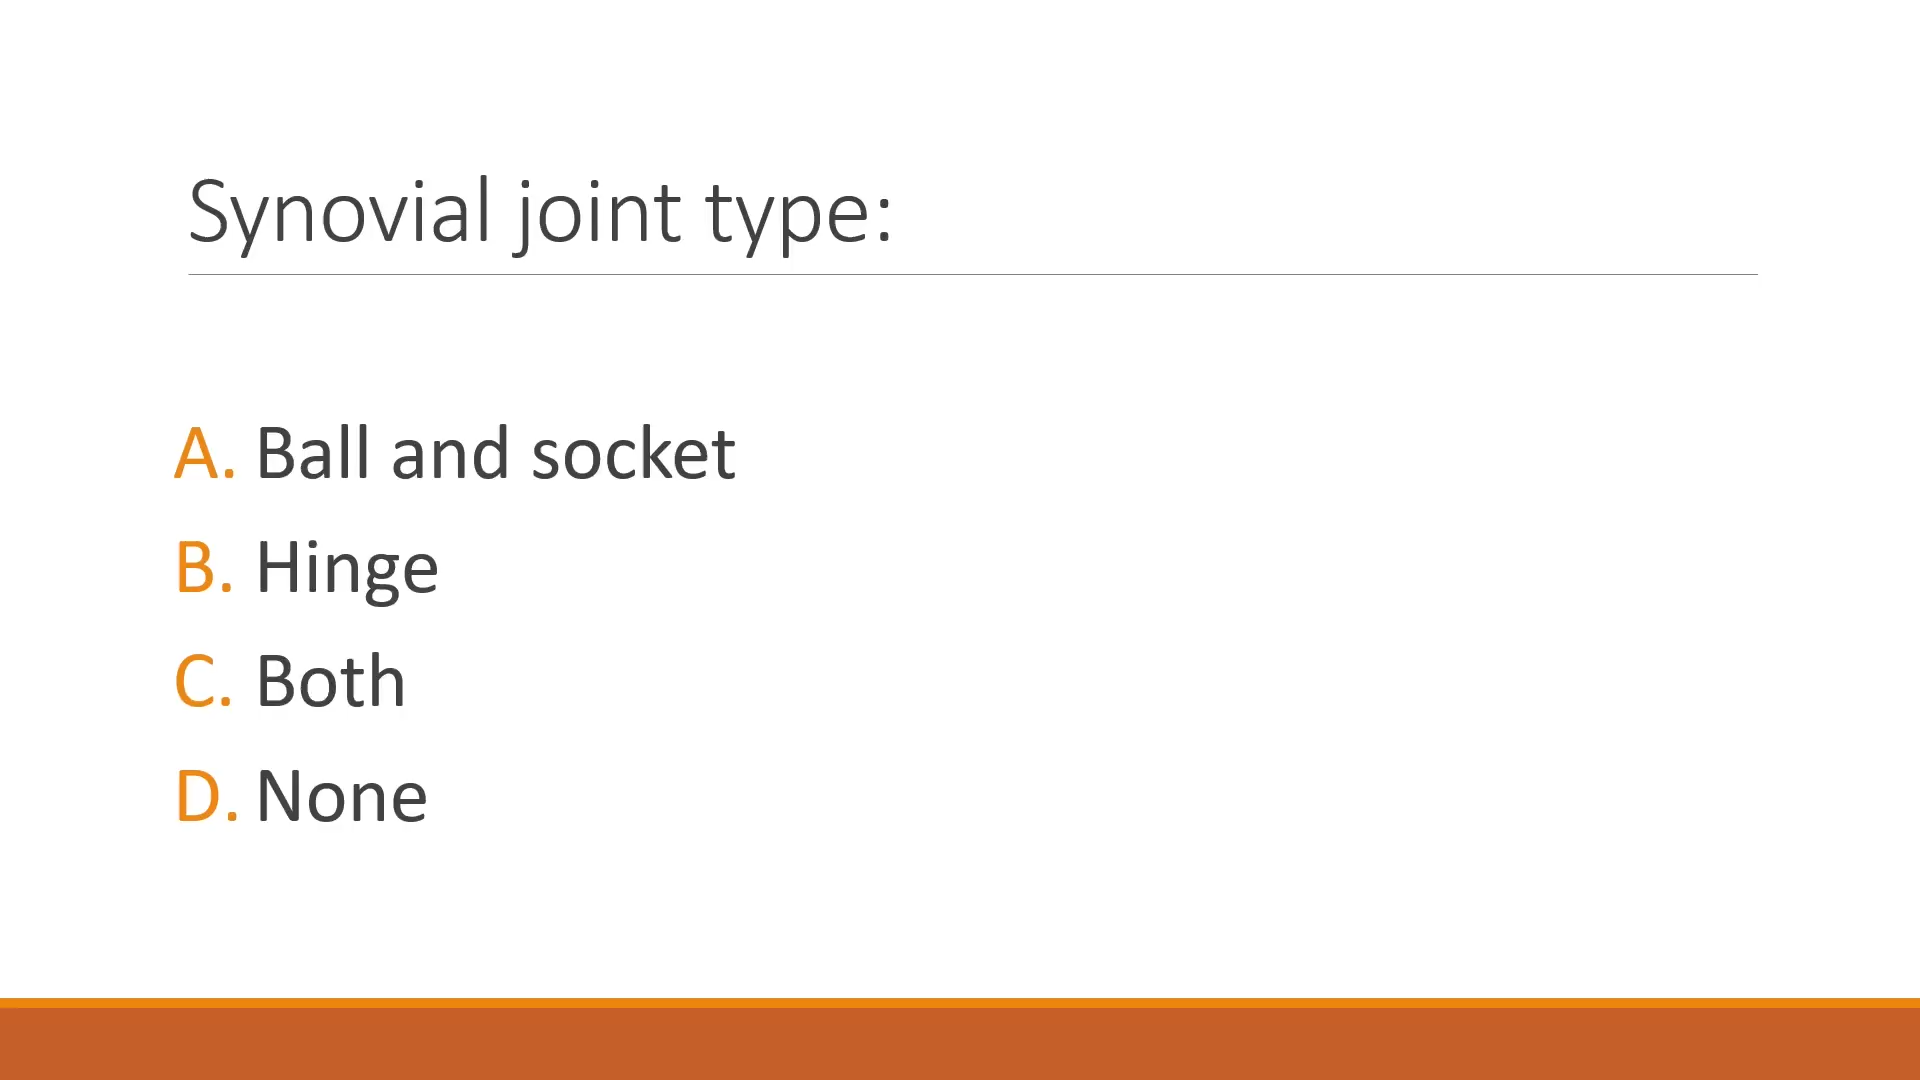 Synovial joint type:
A. Ball and socket
B. Hinge
C. Both
D. None